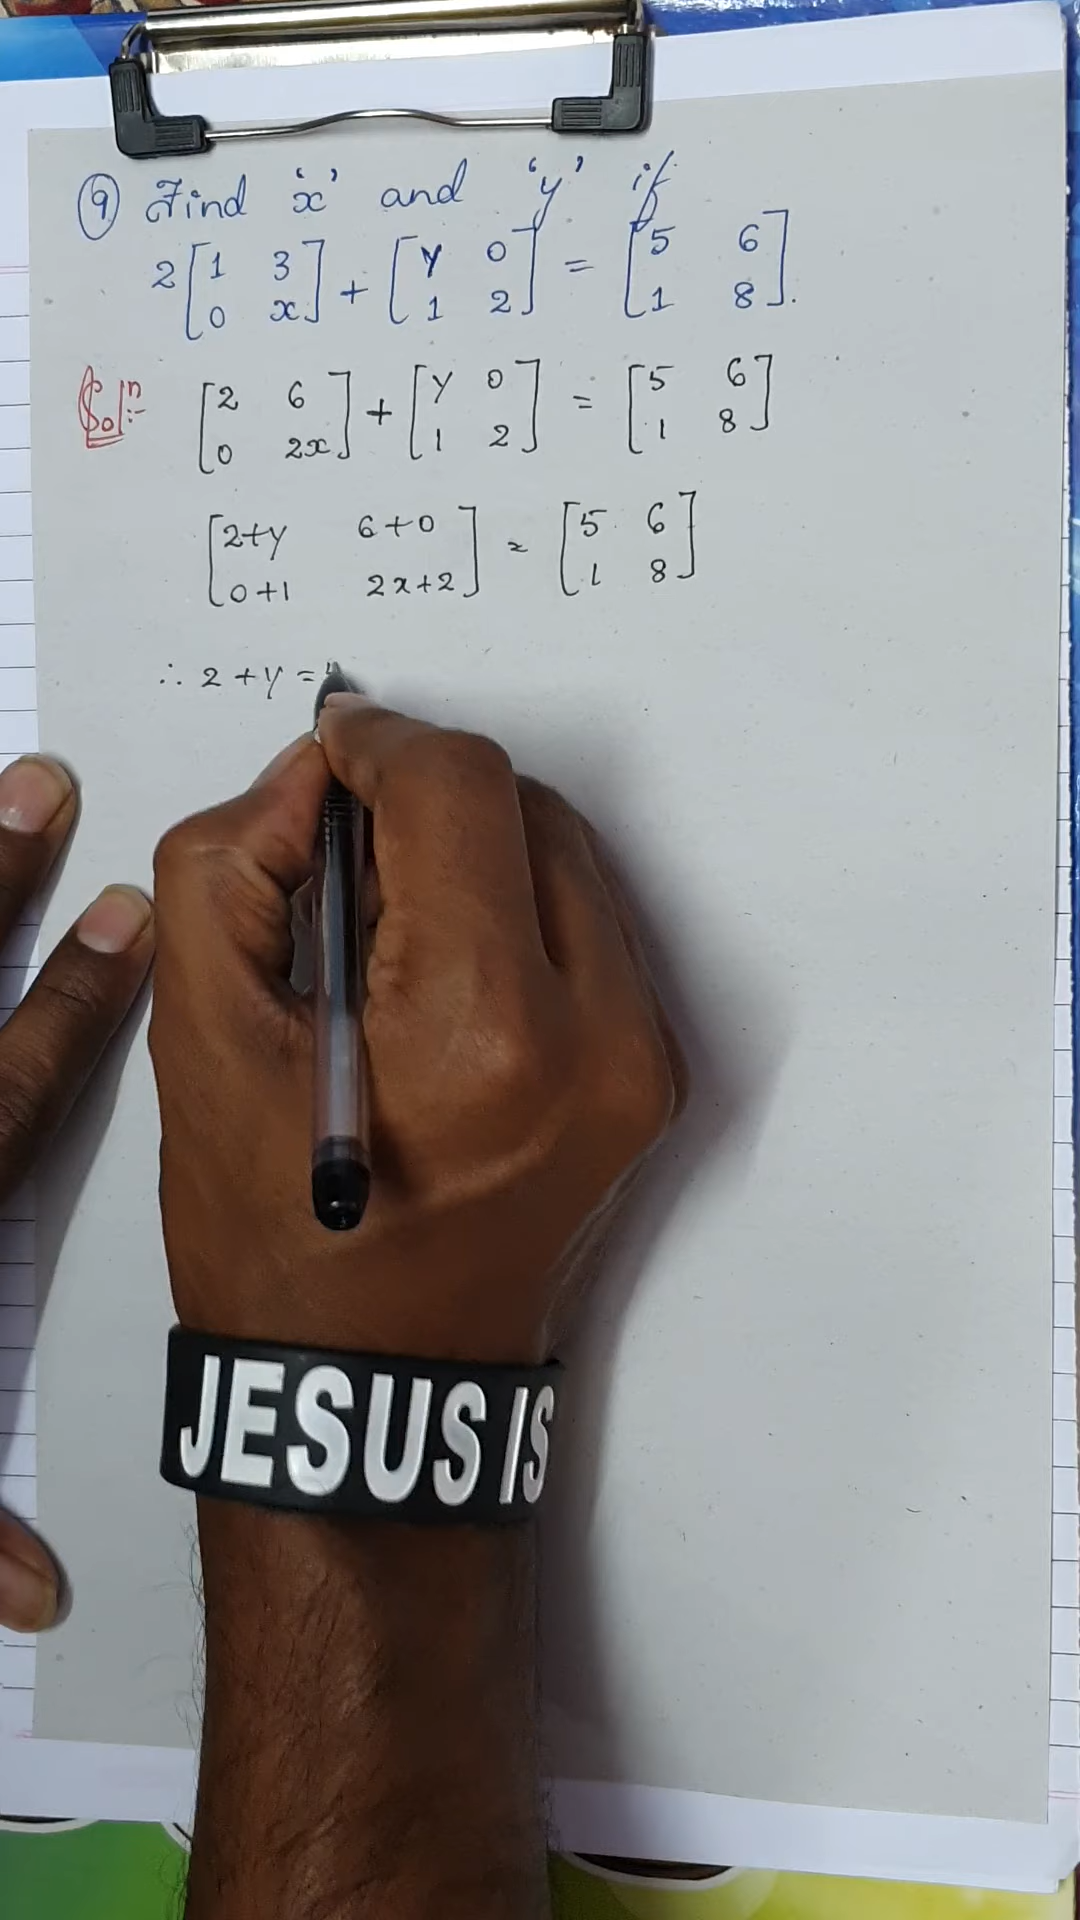 9 Find 'x' and 'y' if
2[1 3
0 x] + [y 0
1 2] = [5 6
1 8].
Solⁿ:- [2 6
0 2x] + [y 0
1 2] = [5 6
1 8]
[2+y 6+0
0+1 2x+2] = [5 6
1 8]
∴ 2 + y =
JESUS IS